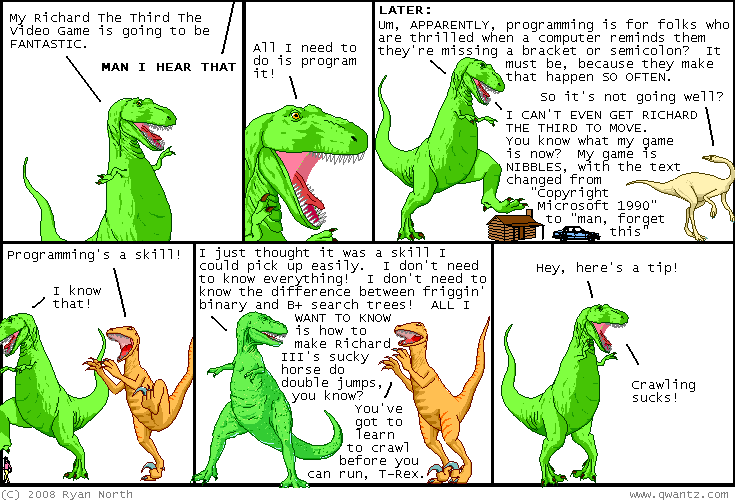 My Richard The Third The
Video Game is going to be
FANTASTIC.
MAN I HEAR THAT
All I need to
do is program
it!
LATER:
Um, APPARENTLY, programming is for folks who
are thrilled when a computer reminds them
they're missing a bracket or semicolon? It
must be, because they make
that happen SO OFTEN.
So it's not going well?
I CAN'T EVEN GET RICHARD
THE THIRD TO MOVE.
You know what my game
is now? My game is
NIBBLES, with the text
changed from
"Copyright
Microsoft 1990"
to "man, forget
this"
Programming's a skill!
I know
that!
I just thought it was a skill I
could pick up easily. I don't need
to know everything! I don't need to
know the difference between friggin'
binary and B+ search trees! ALL I
WANT TO KNOW
is how to
make Richard
III's sucky
horse do
double jumps,
you know?
You've
got to
learn
to crawl
before you
can run, T-Rex.
Hey, here's a tip!
Crawling
sucks!
(C) 2008 Ryan North
www.qwantz.com